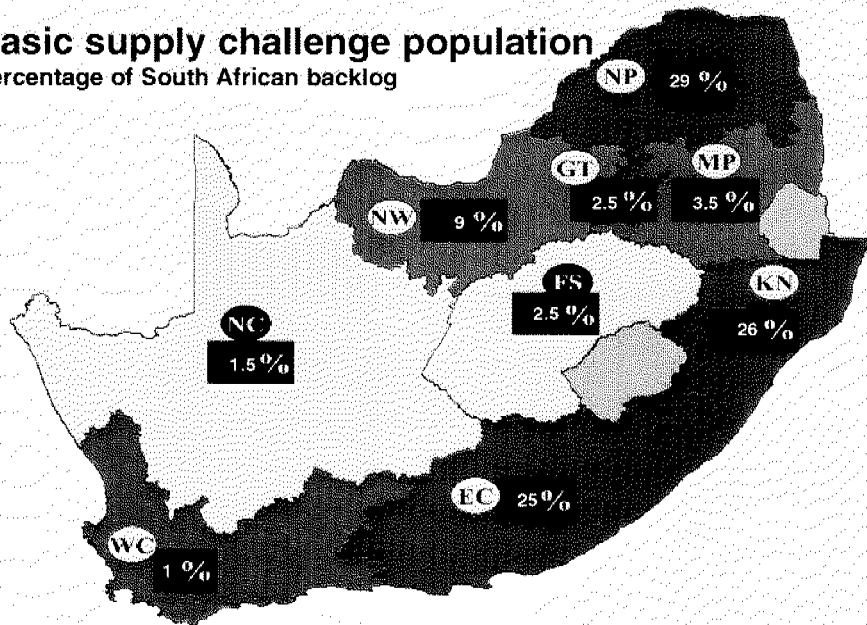 asic supply challenge population
ercentage of South African backlog
NP 29 %
GT
MP
2.5 %
3.5 %
NW 9 %
FS
KN
2.5 %
NC
26 %
1.5 %
EC 25 %
WC
1 %